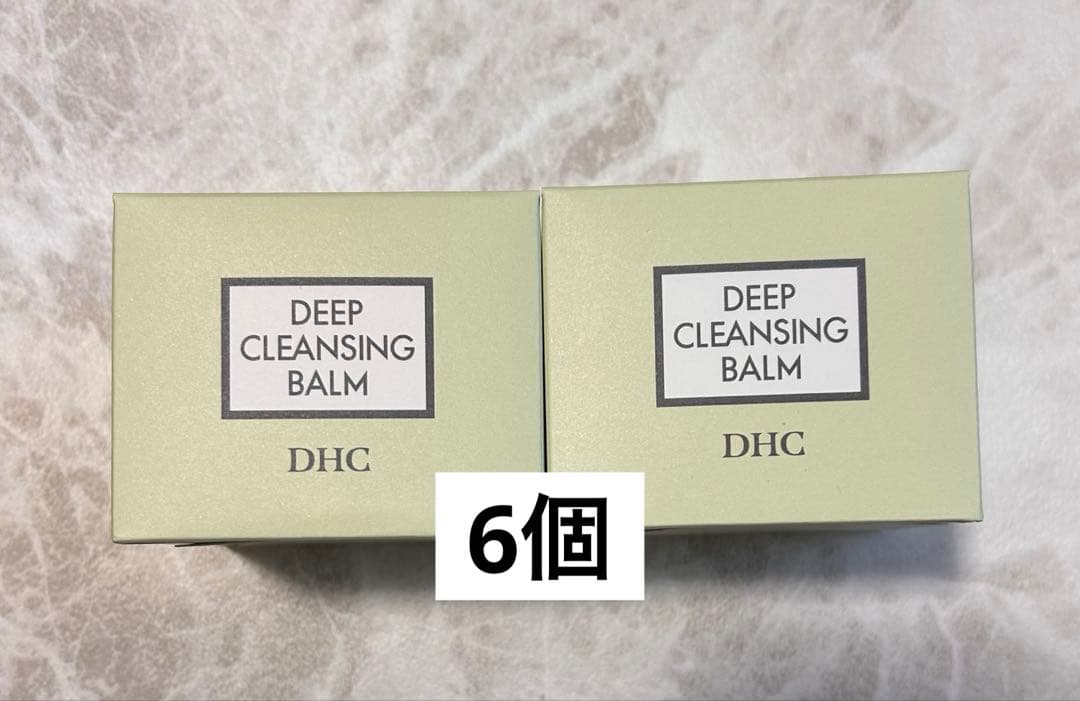 DEEP
CLEANSING
BALM
DHC
DEEP
CLEANSING
BALM
DHC
6個